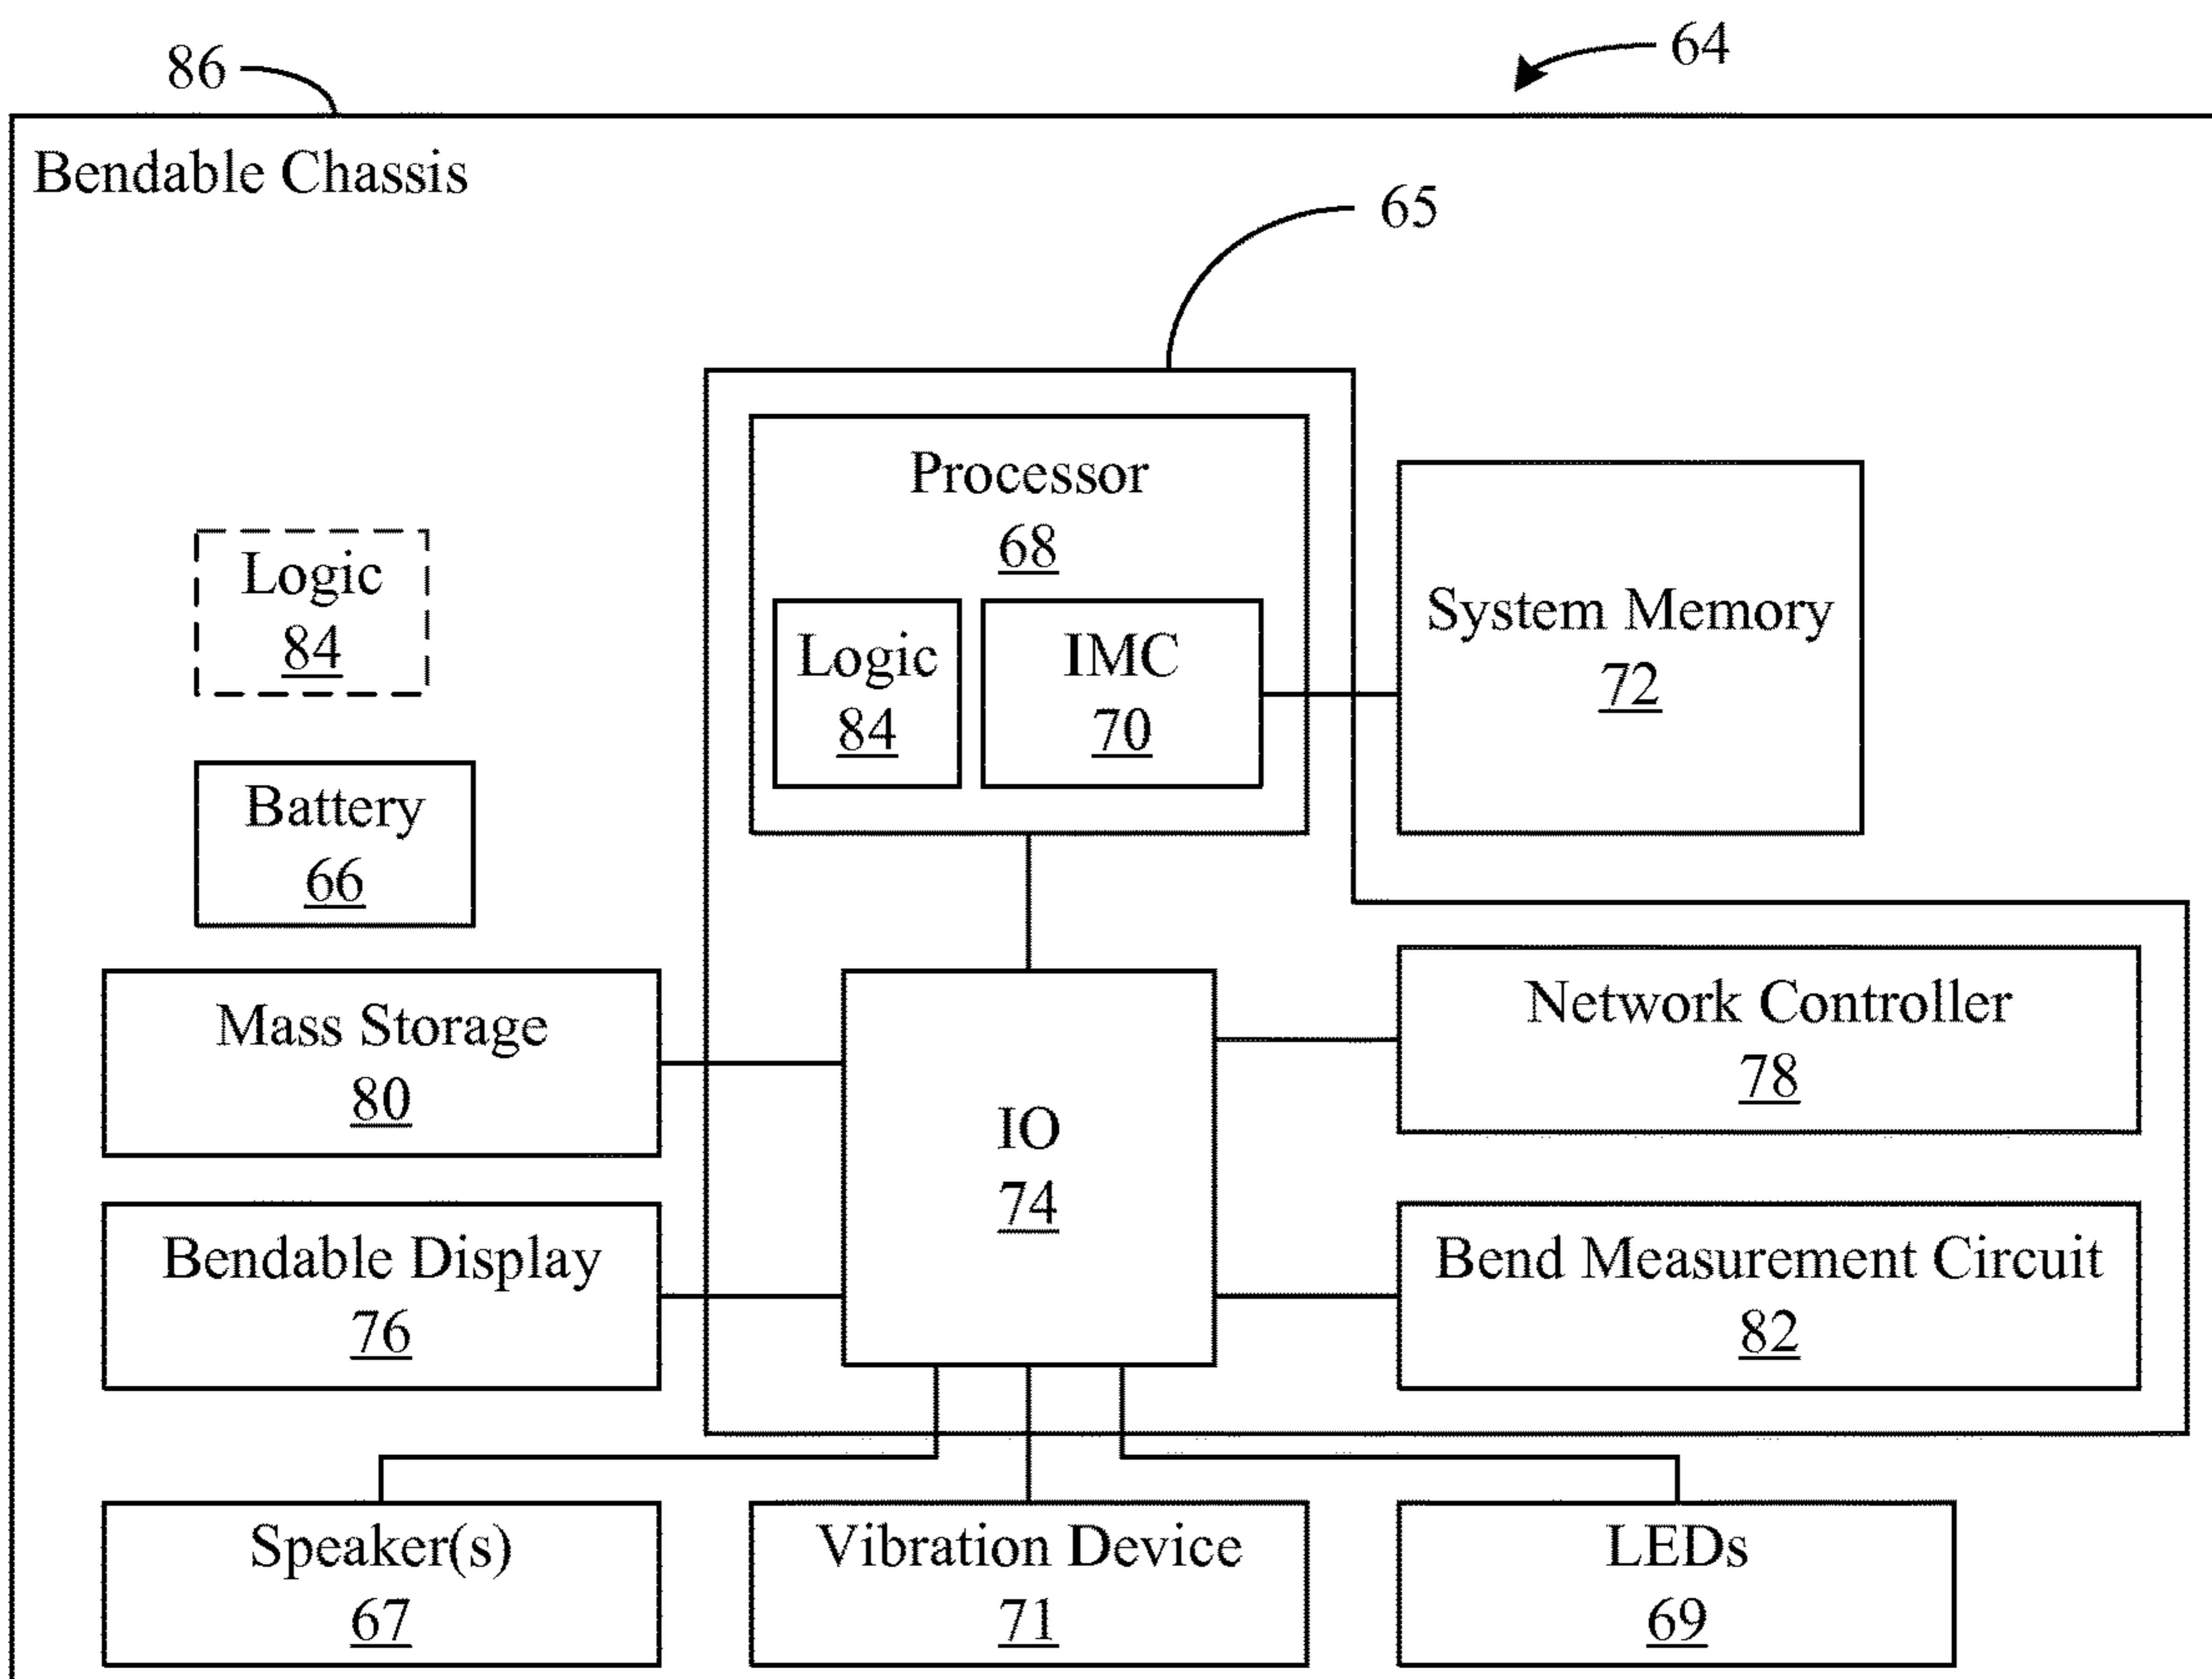 86
64
Bendable Chassis
65
Processor
68
Logic
84
IMC
70
System Memory
72
Logic
84
Battery
66
Mass Storage
80
IO
74
Network Controller
78
Bendable Display
76
Bend Measurement Circuit
82
Speaker(s)
67
Vibration Device
71
LEDs
69